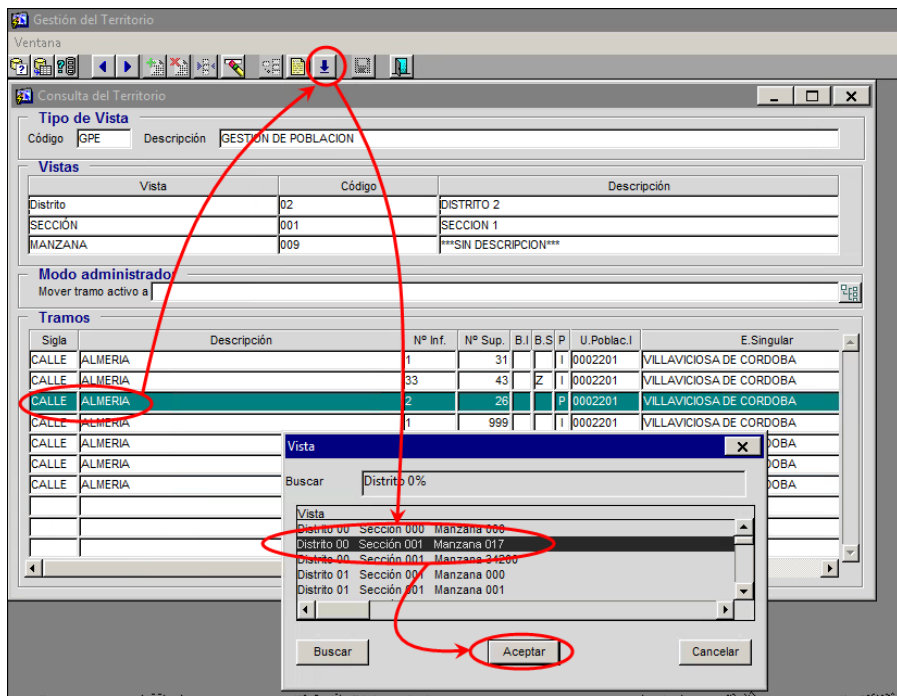 Gestión del Territorio
Ventana
Consulta del Territorio
Tipo de Vista
Código GPE Descripción GESTION DE POBLACION
Vistas
Vista Código Descripción
Distrito 02 DISTRITO 2
SECCIÓN 001 SECCION 1
MANZANA 009 ***SIN DESCRIPCION***
Modo administrador
Mover tramo activo a
Tramos
Sigla Descripción Nº Inf. Nº Sup. B.I B.S P U.Poblac.I E.Singular
CALLE ALMERIA 1 31 I 0002201 VILLAVICIOSA DE CORDOBA
CALLE ALMERIA 33 43 Z I 0002201 VILLAVICIOSA DE CORDOBA
CALLE ALMERIA 2 26 P 0002201 VILLAVICIOSA DE CORDOBA
CALLE ALMERIA 1 999 I 0002201 VILLAVICIOSA DE CORDOBA
CALLE ALMERIA DOBA
CALLE ALMERIA DOBA
CALLE ALMERIA DOBA
Vista
Buscar Distrito 0%
Vista
Distrito 00 Sección 000 Manzana 000
Distrito 00 Sección 001 Manzana 017
Distrito 00 Sección 001 Manzana 34200
Distrito 01 Sección 001 Manzana 000
Distrito 01 Sección 001 Manzana 001
Buscar Aceptar Cancelar